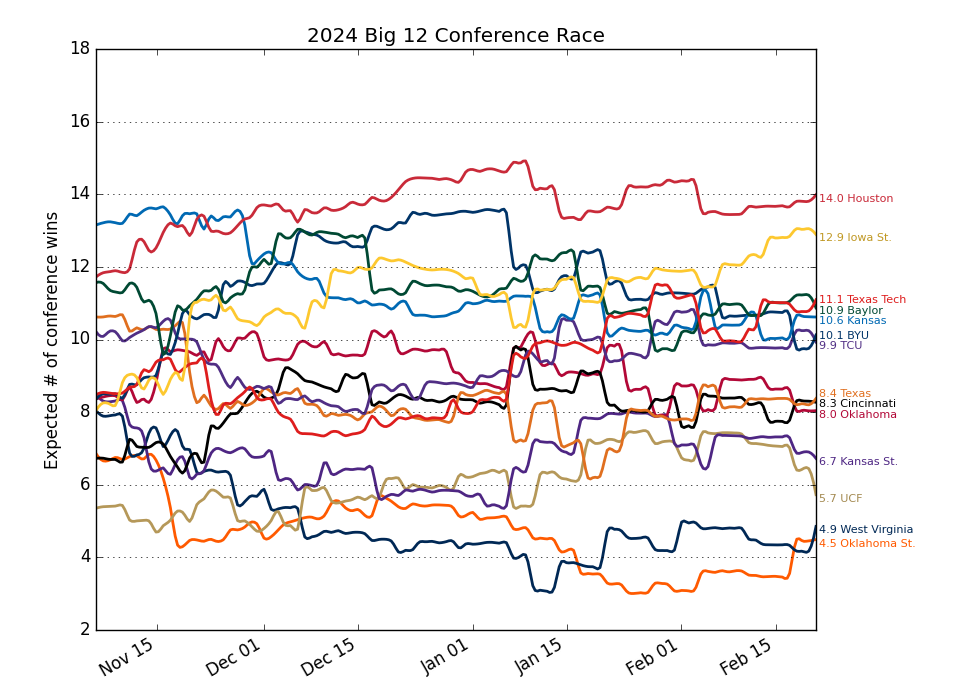 2024 Big 12 Conference Race
Expected # of conference wins
18
16
14
12
10
8
6
4
2
Nov 15
Dec 01
Dec 15
Jan 01
Jan 15
Feb 01
Feb 15
14.0 Houston
12.9 Iowa St.
11.1 Texas Tech
10.9 Baylor
10.6 Kansas
10.1 BYU
9.9 TCU
8.4 Texas
8.3 Cincinnati
8.0 Oklahoma
6.7 Kansas St.
5.7 UCF
4.9 West Virginia
4.5 Oklahoma St.